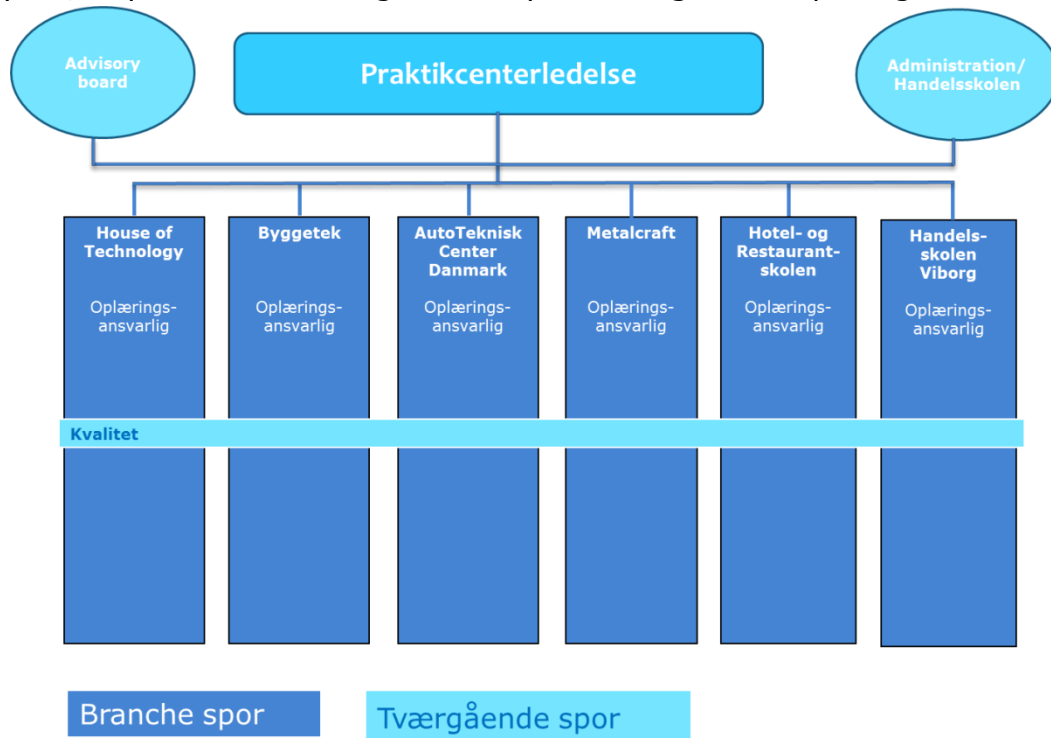 Advisory
board
Praktikcenterledelse
Administration/
Handelsskolen
House of
Technology
Oplærings-
ansvarlig
Byggetek
Oplærings-
ansvarlig
AutoTeknisk
Center
Danmark
Oplærings-
ansvarlig
Metalcraft
Oplærings-
ansvarlig
Hotel- og
Restaurant-
skolen
Oplærings-
ansvarlig
Handels-
skolen
Viborg
Oplærings-
ansvarlig
Kvalitet
Branche spor
Tværgående spor